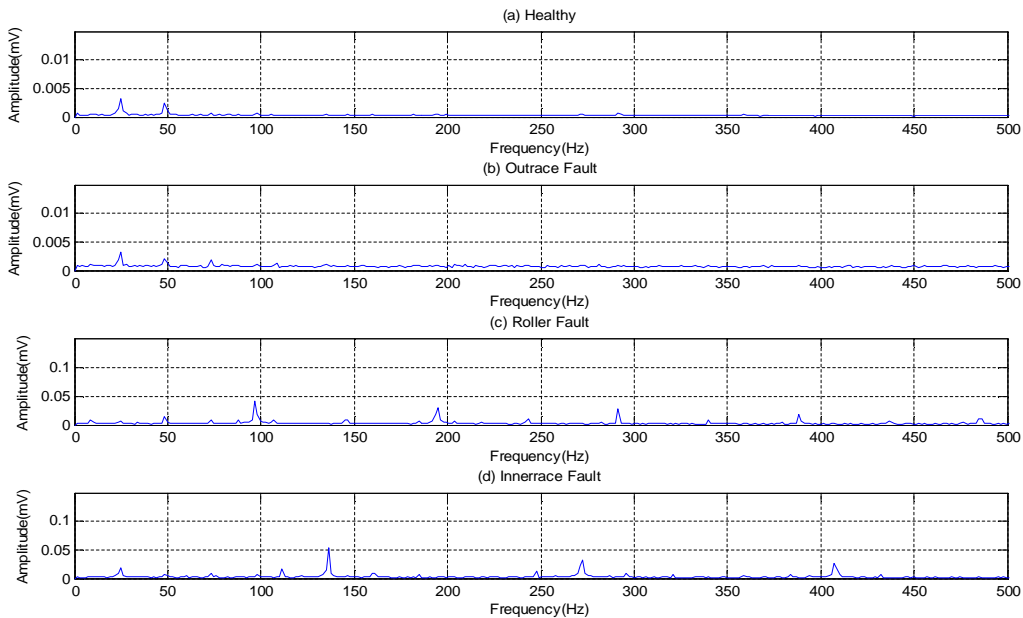 (a) Healthy
Amplitude(mV)
0.01
0.005
0
0 50 100 150 200 250 300 350 400 450 500
Frequency(Hz)
(b) Outrace Fault
Amplitude(mV)
0.01
0.005
0
0 50 100 150 200 250 300 350 400 450 500
Frequency(Hz)
(c) Roller Fault
Amplitude(mV)
0.1
0.05
0
0 50 100 150 200 250 300 350 400 450 500
Frequency(Hz)
(d) Innerrace Fault
Amplitude(mV)
0.1
0.05
0
0 50 100 150 200 250 300 350 400 450 500
Frequency(Hz)